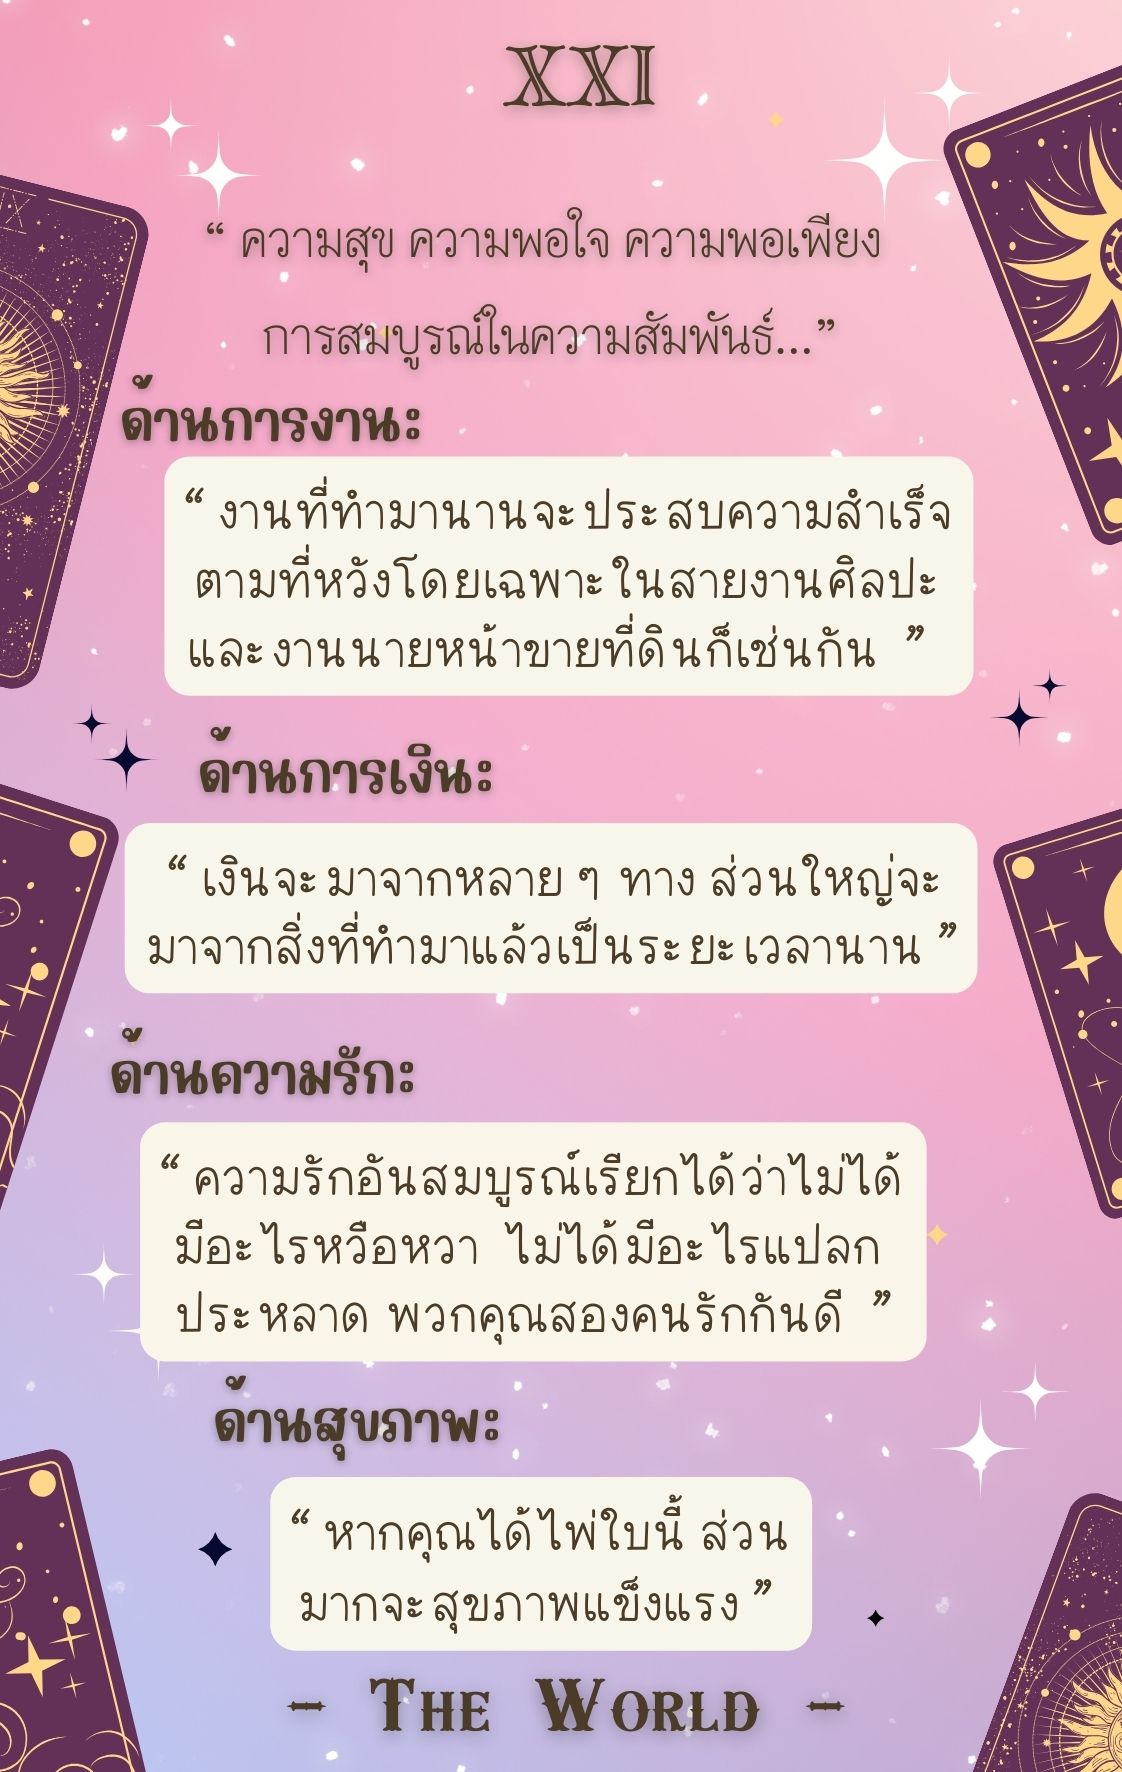 XXI
“ ความสุข ความพอใจ ความพอเพียง
การสมบูรณ์ในความสัมพันธ์...”
ด้านการงาน:
“ งานที่ทำมานานจะประสบความสำเร็จ
ตามที่หวังโดยเฉพาะในสายงานศิลปะ
และงานนายหน้าขายที่ดินก็เช่นกัน ”
ด้านการเงิน:
“ เงินจะมาจากหลาย ๆ ทาง ส่วนใหญ่จะ
มาจากสิ่งที่ทำมาแล้วเป็นระยะเวลานาน ”
ด้านความรัก:
“ ความรักอันสมบูรณ์เรียกได้ว่าไม่ได้
มีอะไรหวือหวา ไม่ได้มีอะไรแปลก
ประหลาด พวกคุณสองคนรักกันดี ”
ด้านสุขภาพ:
“ หากคุณได้ไพ่ใบนี้ ส่วน
มากจะสุขภาพแข็งแรง ”
- The World -